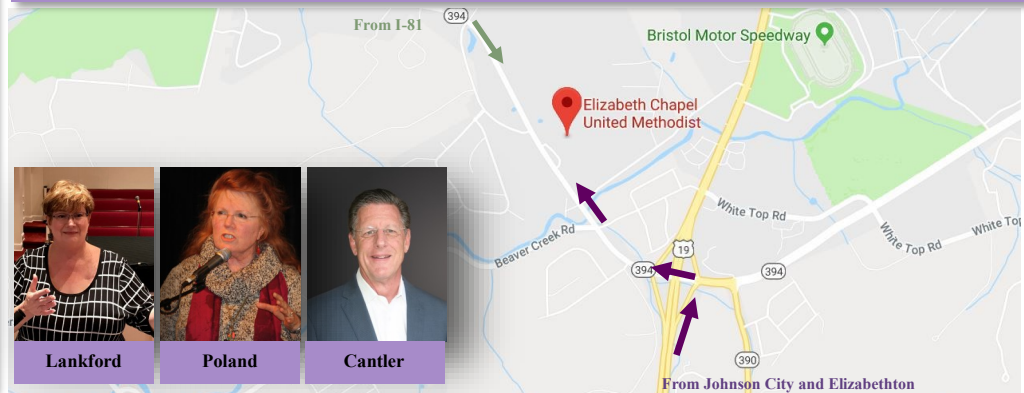 From I-81
394
Bristol Motor Speedway
Elizabeth Chapel
United Methodist
White Top Rd
White Top Rd
White Top
Beaver Creek Rd
19
394
394
390
Lankford
Poland
Cantler
From Johnson City and Elizabethton